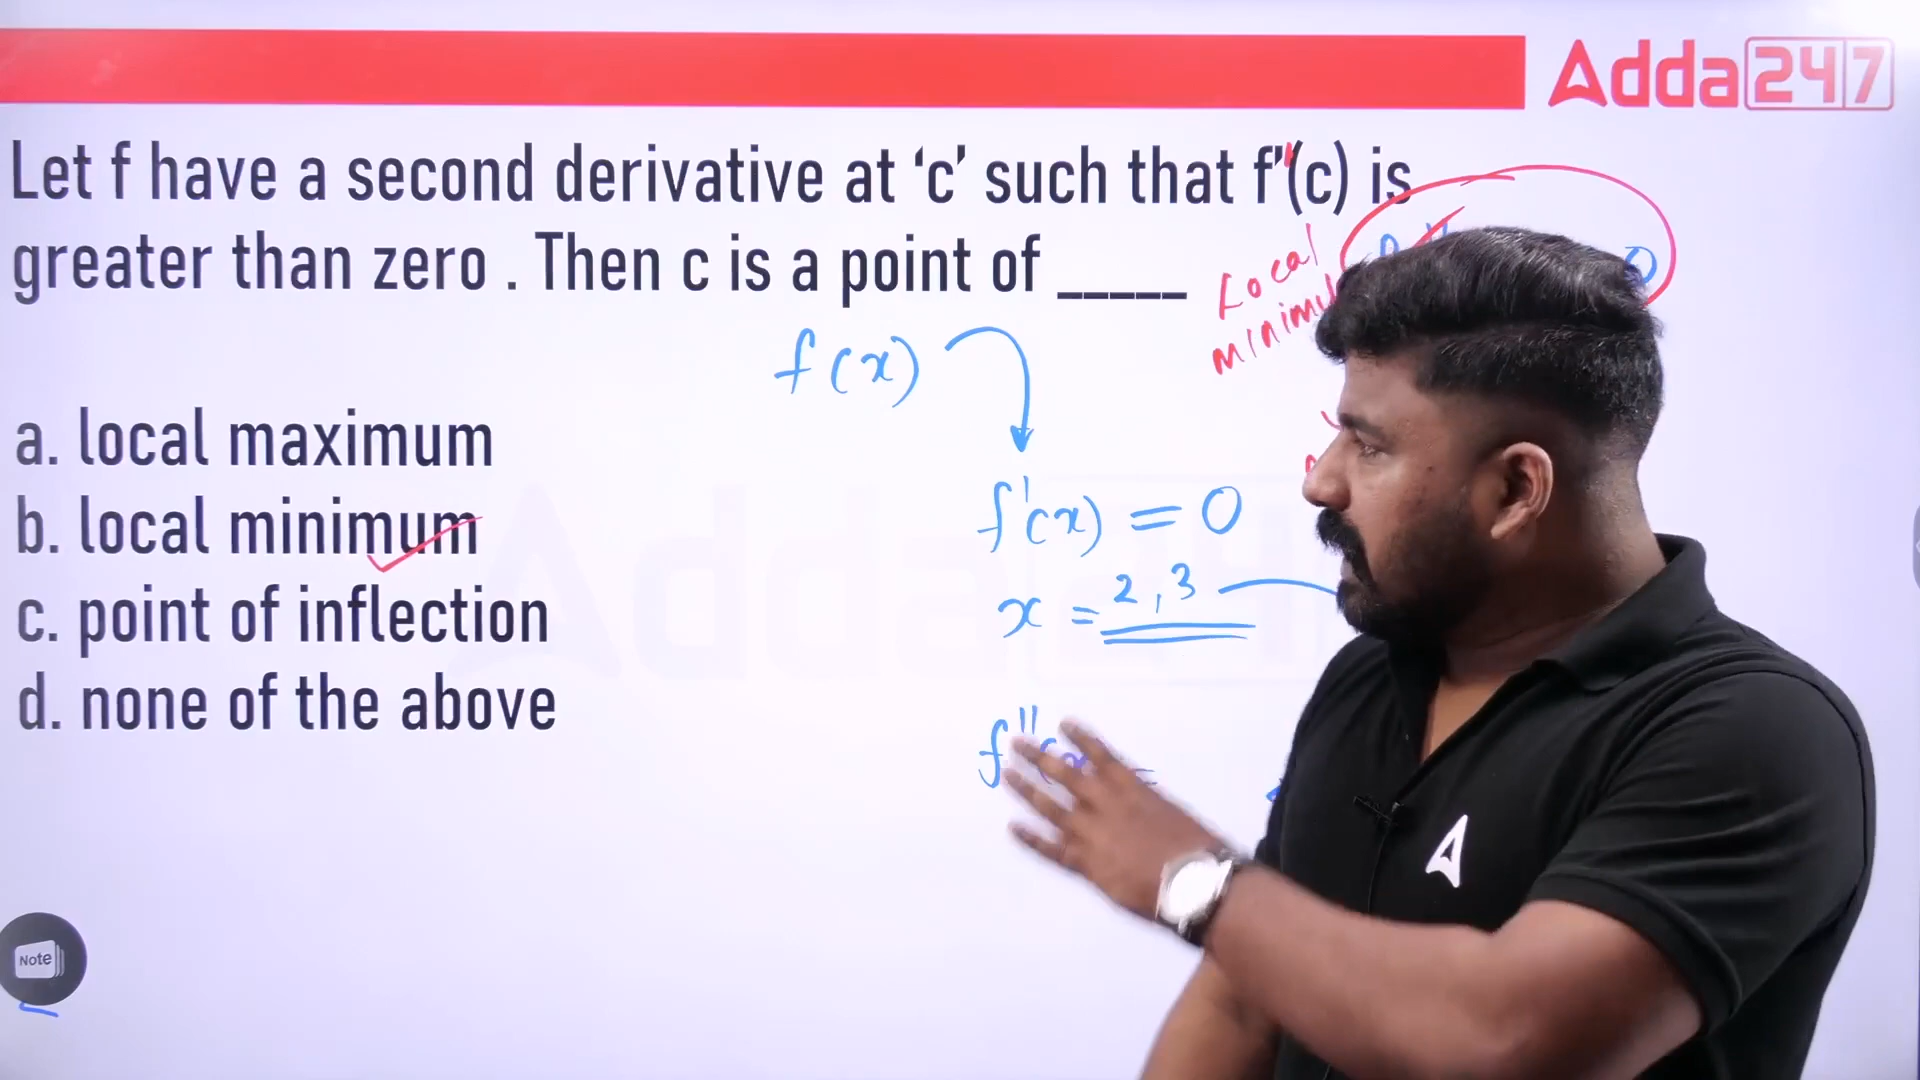 Adda247
Let f have a second derivative at ‘c’ such that f"(c) is
greater than zero . Then c is a point of _____
Local
f(x)
a. local maximum
f'(x) = 0
b. local minimum
x = 2, 3
c. point of inflection
d. none of the above
f"(x) =
Note